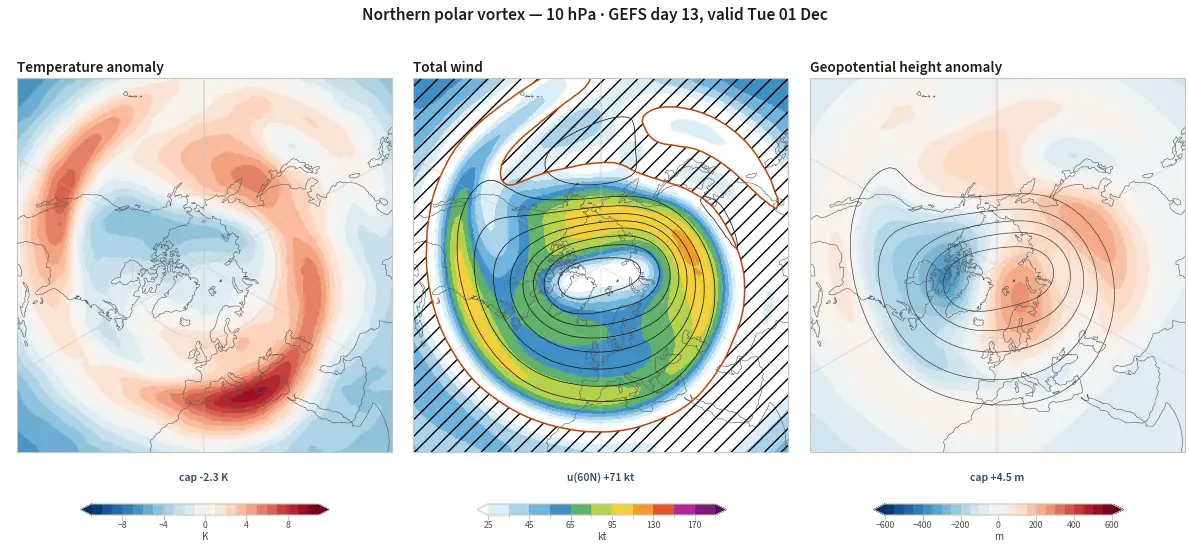 Northern polar vortex — 10 hPa · GEFS day 13, valid Tue 01 Dec
Temperature anomaly
Total wind
Geopotential height anomaly
cap -2.3 K
u(60N) +71 kt
cap +4.5 m
−8 −4 0 4 8
K
25 45 65 95 130 170
kt
−600 −400 −200 0 200 400 600
m